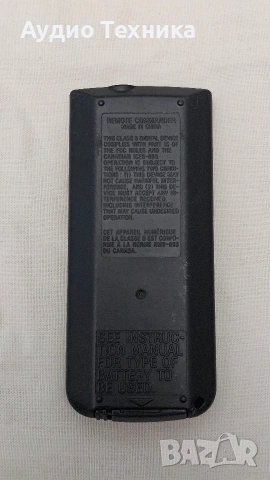 Аудио Техника
REMOTE COMMANDER
MADE IN CHINA
THIS CLASS B DIGITAL DEVICE
COMPLIES WITH PART 15 OF
THE FCC RULES AND THE
CANADIAN ICES-003.
OPERATION IS SUBJECT TO
THE FOLLOWING TWO CONDI-
TIONS: (1) THIS DEVICE MAY
NOT CAUSE HARMFUL INTER-
FERENCE, AND (2) THIS DE-
VICE MUST ACCEPT ANY IN-
TERFERENCE RECEIVED,
INCLUDING INTERFERENCE
THAT MAY CAUSE UNDESIRED
OPERATION.
CET APPAREIL NUMÉRIQUE
DE LA CLASSE B EST CONFOR-
ME À LA NORME NMB-003
DU CANADA.
SEE INSTRUC-
TION MANUAL
FOR TYPE OF
BATTERY TO
BE USED.
BAZAR
bg